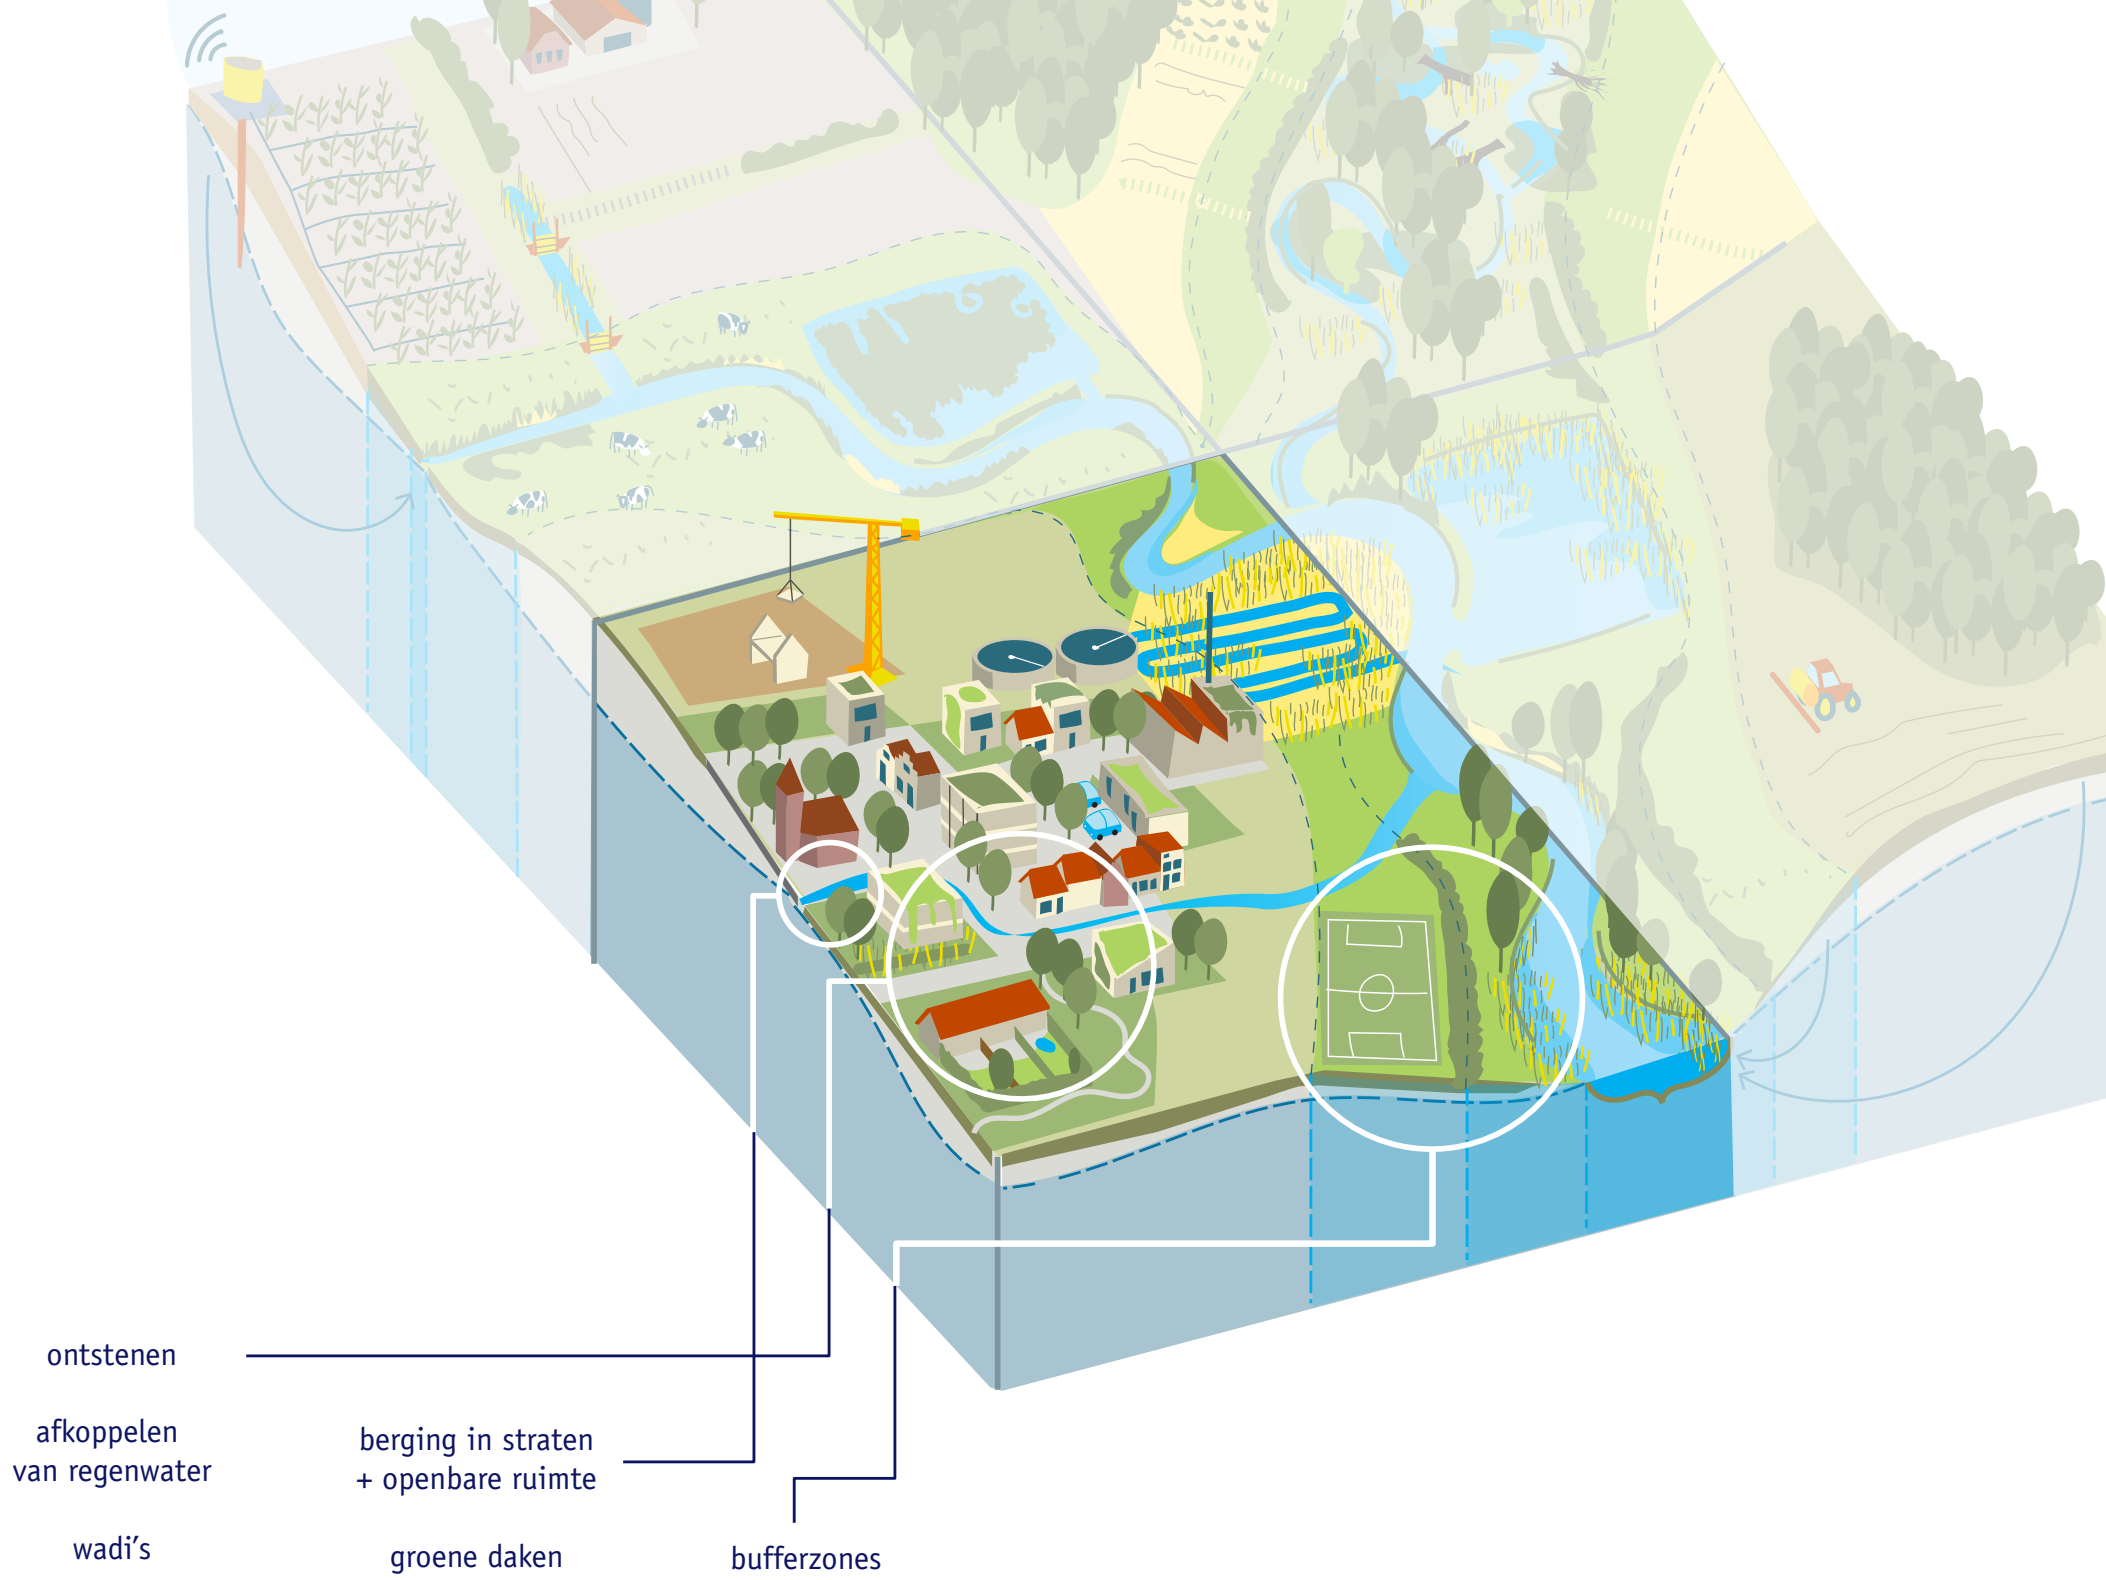 ontstenen
afkoppelen
van regenwater
wadi's
berging in straten
+ openbare ruimte
groene daken
bufferzones